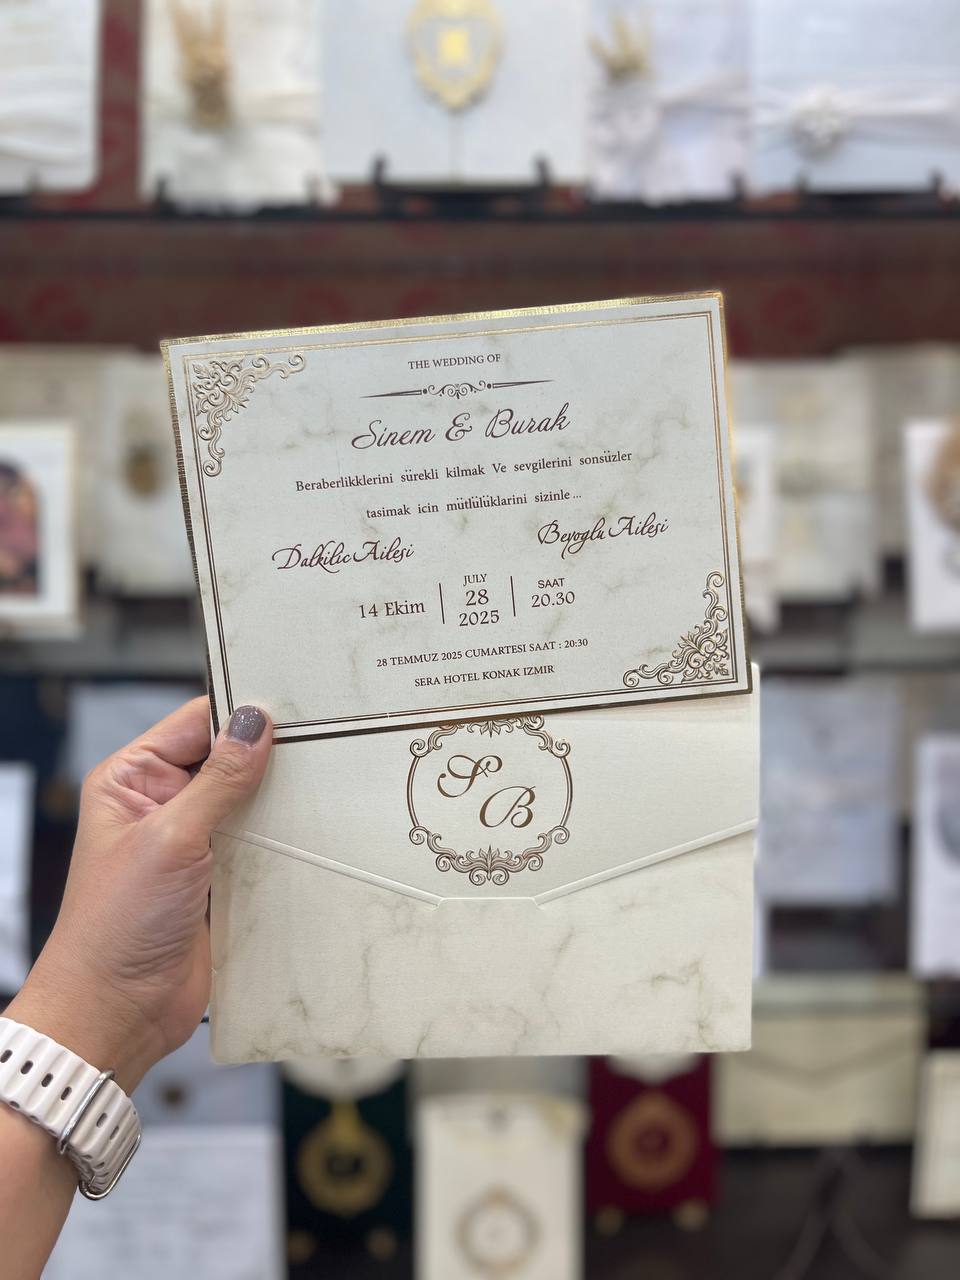 THE WEDDING OF
Sinem & Burak
Beraberlikklerini sürekli kilmak Ve sevgilerini sonsüzler
tasimak icin mütlülüklarini sizinle...
Dalkilic Ailesi
Beyoglu Ailesi
14 Ekim
JULY
28
2025
SAAT
20.30
28 TEMMUZ 2025 CUMARTESI SAAT : 20:30
SERA HOTEL KONAK IZMIR
S
B